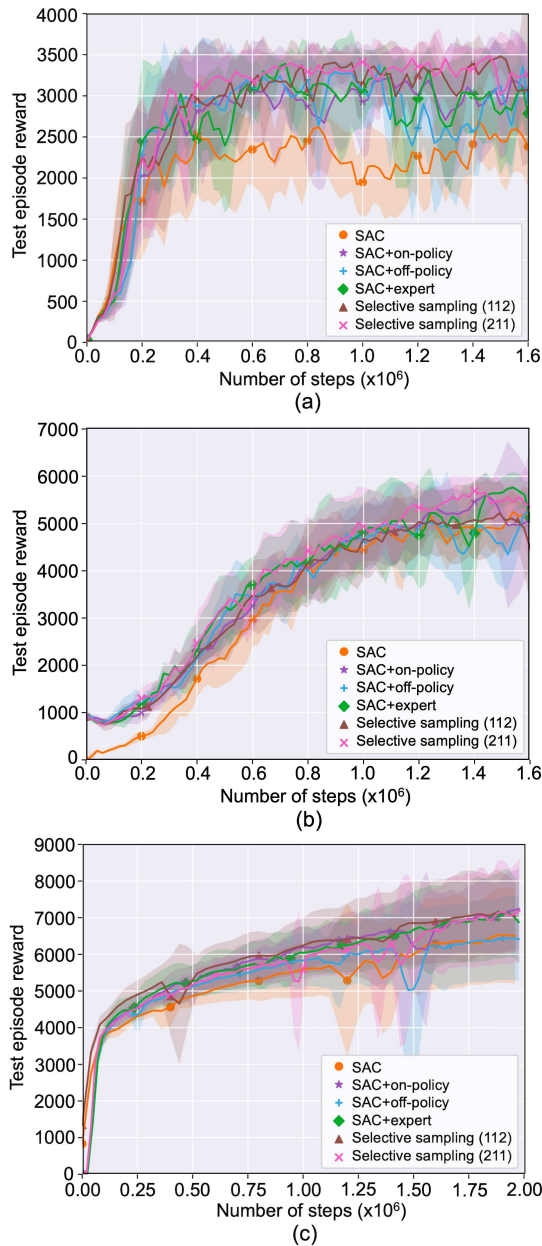 4000
3500
3000
2500
2000
1500
1000
500
0
Test episode reward
SAC
SAC+on-policy
SAC+off-policy
SAC+expert
Selective sampling (112)
Selective sampling (211)
0.0 0.2 0.4 0.6 0.8 1.0 1.2 1.4 1.6
Number of steps (x10⁶)
(a)
7000
6000
5000
4000
3000
2000
1000
0
Test episode reward
SAC
SAC+on-policy
SAC+off-policy
SAC+expert
Selective sampling (112)
Selective sampling (211)
0.0 0.2 0.4 0.6 0.8 1.0 1.2 1.4 1.6
Number of steps (x10⁶)
(b)
9000
8000
7000
6000
5000
4000
3000
2000
1000
0
Test episode reward
SAC
SAC+on-policy
SAC+off-policy
SAC+expert
Selective sampling (112)
Selective sampling (211)
0.00 0.25 0.50 0.75 1.00 1.25 1.50 1.75 2.00
Number of steps (x10⁶)
(c)